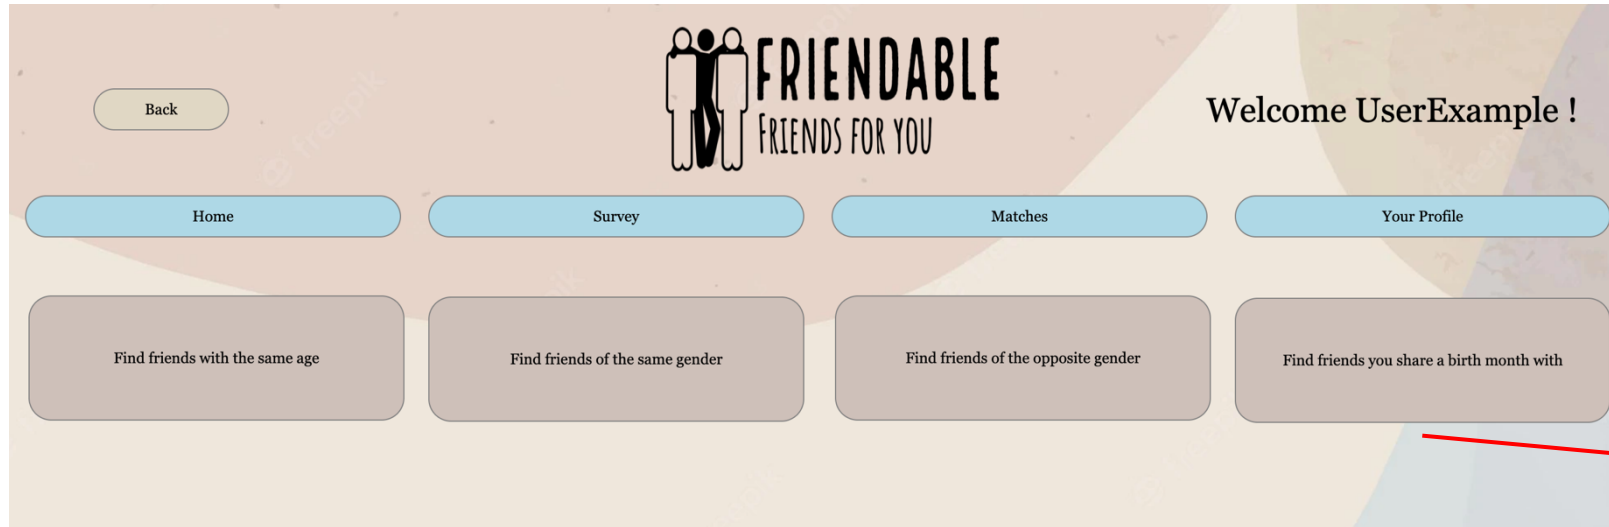 FRIENDABLE
FRIENDS FOR YOU
Back
Welcome UserExample !
Home
Survey
Matches
Your Profile
Find friends with the same age
Find friends of the same gender
Find friends of the opposite gender
Find friends you share a birth month with
freepik